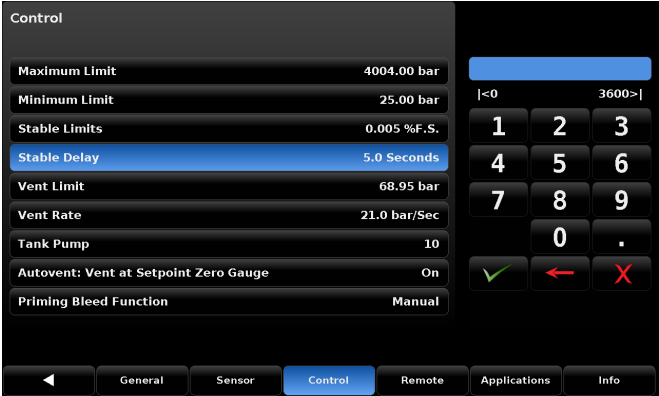 Control
Maximum Limit 4004.00 bar
Minimum Limit 25.00 bar
Stable Limits 0.005 %F.S.
Stable Delay 5.0 Seconds
Vent Limit 68.95 bar
Vent Rate 21.0 bar/Sec
Tank Pump 10
Autovent: Vent at Setpoint Zero Gauge On
Priming Bleed Function Manual
|<0 3600>|
1 2 3
4 5 6
7 8 9
0 .
X
General Sensor Control Remote Applications Info